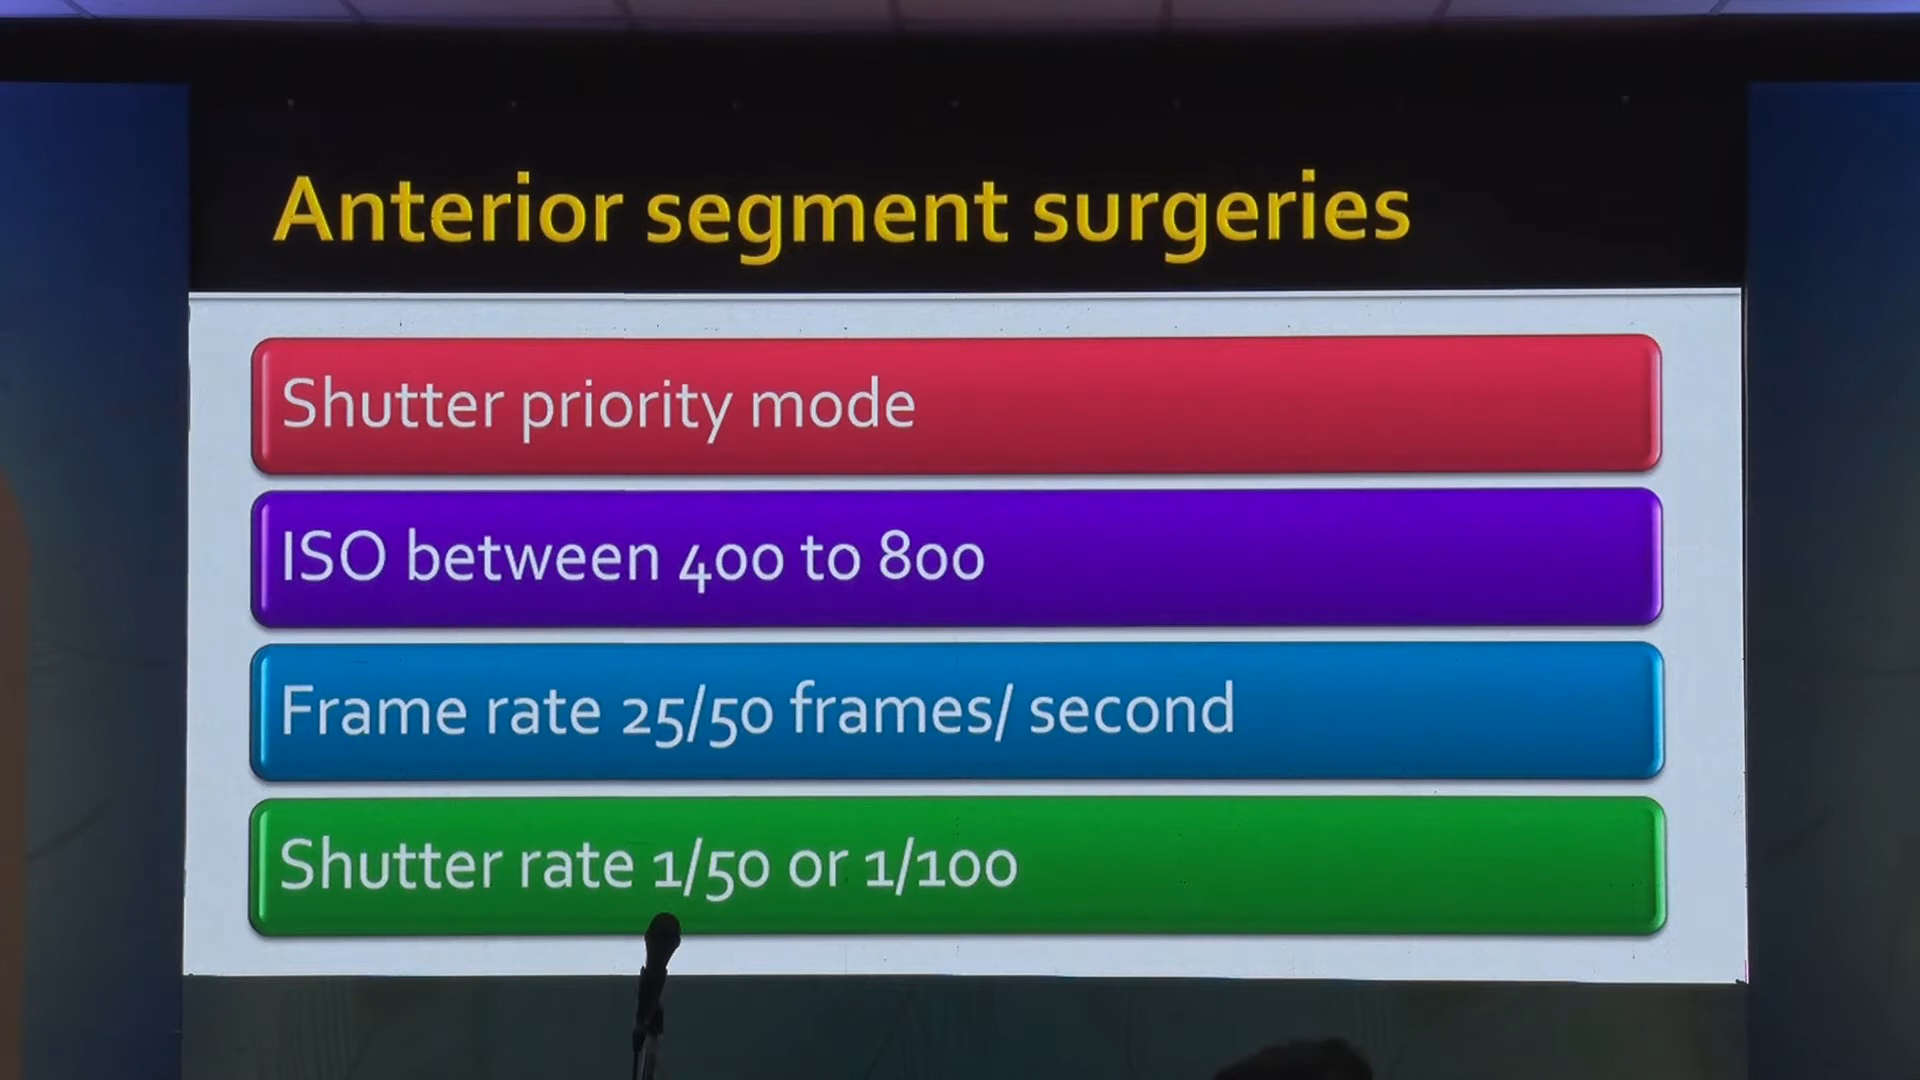 Anterior segment surgeries
Shutter priority mode
ISO between 400 to 800
Frame rate 25/50 frames/ second
Shutter rate 1/50 or 1/100